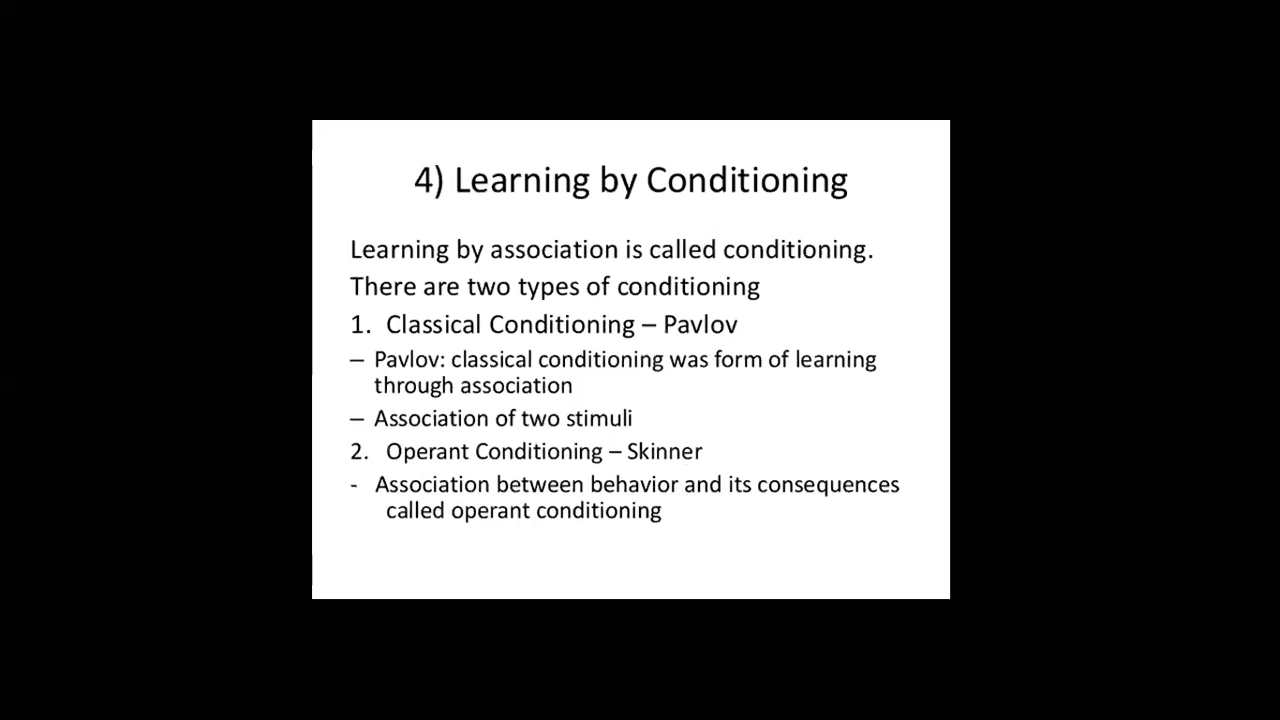 4) Learning by Conditioning
Learning by association is called conditioning.
There are two types of conditioning
1. Classical Conditioning – Pavlov
– Pavlov: classical conditioning was form of learning
through association
– Association of two stimuli
2. Operant Conditioning – Skinner
- Association between behavior and its consequences
called operant conditioning